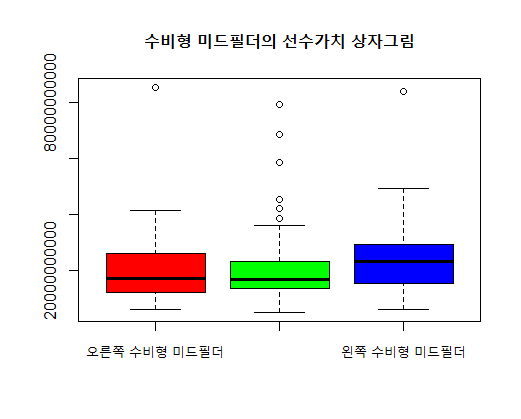 수비형 미드필더의 선수가치 상자그림
80000000000
20000000000
오른쪽 수비형 미드필더
왼쪽 수비형 미드필더